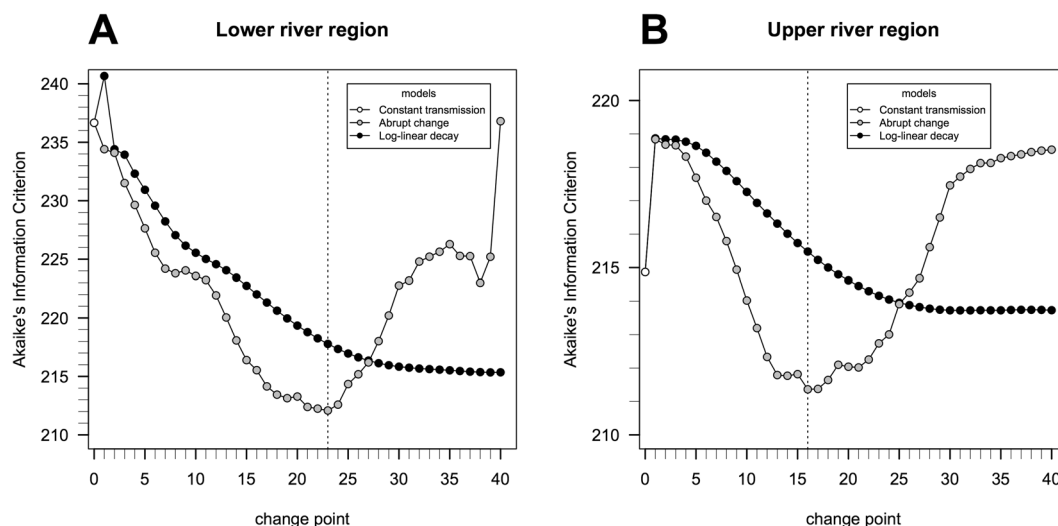 A
Lower river region
Akaike's Information Criterion
240
235
230
225
220
215
210
models
Constant transmission
Abrupt change
Log-linear decay
0 5 10 15 20 25 30 35 40
change point
B
Upper river region
Akaike's Information Criterion
220
215
210
models
Constant transmission
Abrupt change
Log-linear decay
0 5 10 15 20 25 30 35 40
change point